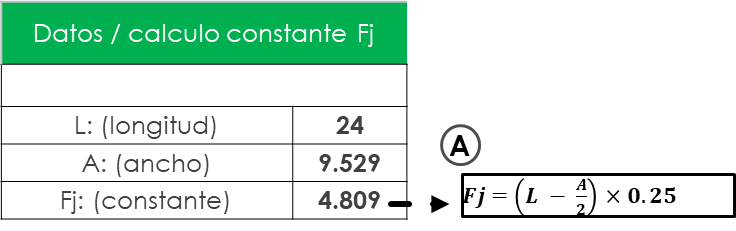 Datos / calculo constante Fj
L: (longitud) 24
A: (ancho) 9.529
Fj: (constante) 4.809
A
Fj = (L − A/2) × 0.25